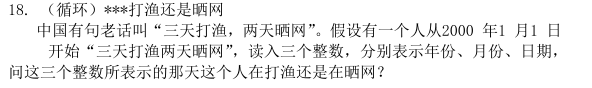 18. （循环）***打渔还是晒网
中国有句老话叫“三天打渔，两天晒网”。假设有一个人从2000 年1 月1 日
开始“三天打渔两天晒网”，读入三个整数，分别表示年份、月份、日期，
问这三个整数所表示的那天这个人在打渔还是在晒网？